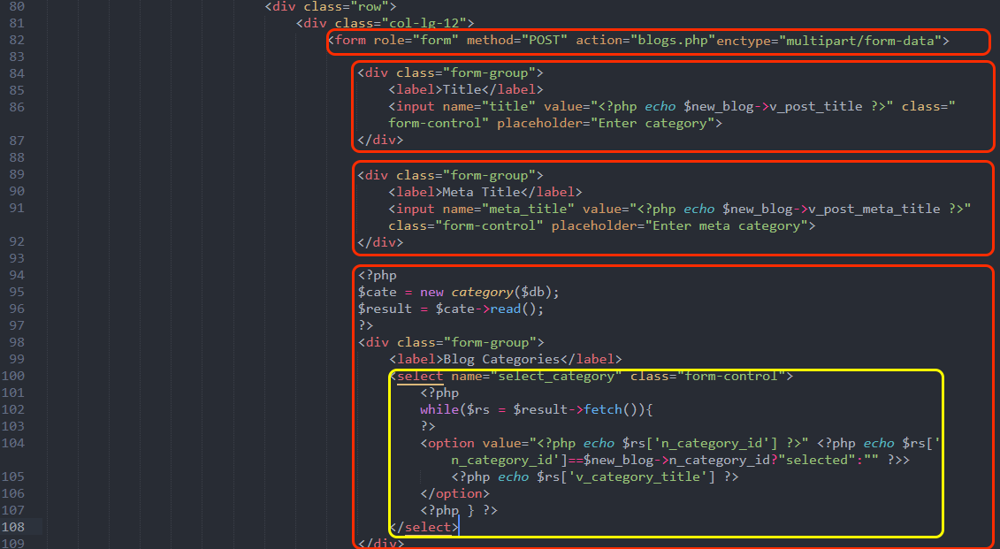 80 <div class="row">
81 <div class="col-lg-12">
82 <form role="form" method="POST" action="blogs.php"enctype="multipart/form-data">
83
84 <div class="form-group">
85 <label>Title</label>
86 <input name="title" value="<?php echo $new_blog->v_post_title ?>" class="
form-control" placeholder="Enter category">
87 </div>
88
89 <div class="form-group">
90 <label>Meta Title</label>
91 <input name="meta_title" value="<?php echo $new_blog->v_post_meta_title ?>"
class="form-control" placeholder="Enter meta category">
92 </div>
93
94 <?php
95 $cate = new category($db);
96 $result = $cate->read();
97 ?>
98 <div class="form-group">
99 <label>Blog Categories</label>
100 <select name="select_category" class="form-control">
101 <?php
102 while($rs = $result->fetch()){
103 ?>
104 <option value="<?php echo $rs['n_category_id'] ?>" <?php echo $rs['
n_category_id']==$new_blog->n_category_id?"selected":"" ?>>
105 <?php echo $rs['v_category_title'] ?>
106 </option>
107 <?php } ?>
108 </select>
109 </div>